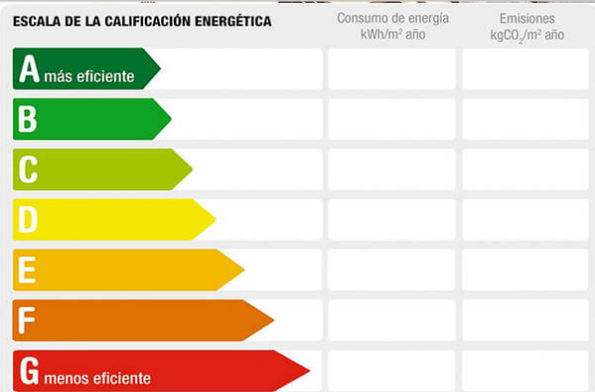 ESCALA DE LA CALIFICACIÓN ENERGÉTICA
Consumo de energía
kWh/m² año
Emisiones
kgCO₂/m² año
A más eficiente
B
C
D
E
F
G menos eficiente